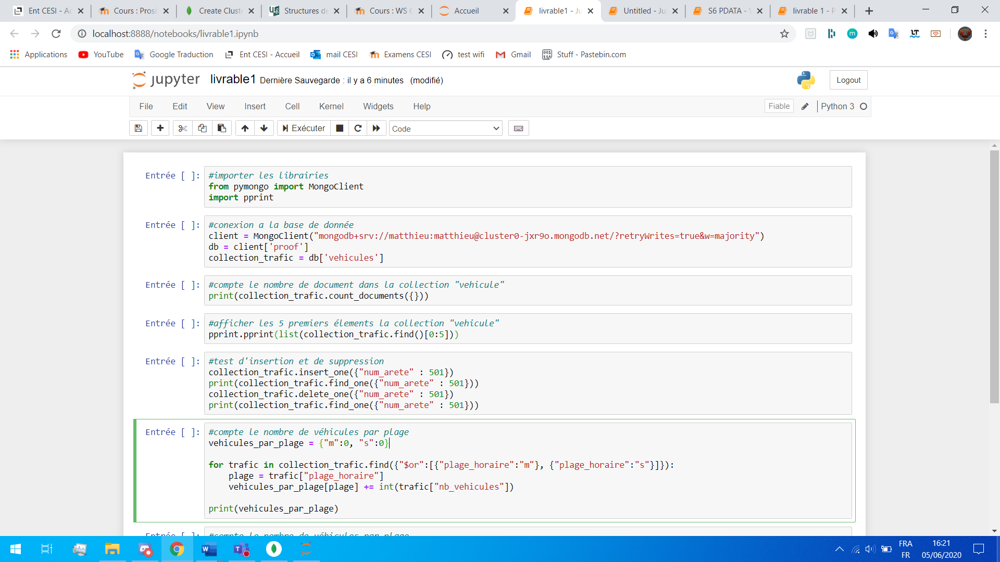 Ent CESI - Ac
Cours : Prosi
Create Cluste
Structures de
Cours : WS C
Accueil
livrable1 - Ju
Untitled - Ju
S6 PDATA - 
livrable 1 - P
localhost:8888/notebooks/livrable1.ipynb
Applications
YouTube
Google Traduction
Ent CESI - Accueil
mail CESI
Examens CESI
test wifi
Gmail
Stuff - Pastebin.com
jupyter livrable1 Dernière Sauvegarde : il y a 6 minutes (modifié)
Logout
File Edit View Insert Cell Kernel Widgets Help
Fiable
Python 3
Exécuter
Code
Entrée [ ]: #importer les librairies
from pymongo import MongoClient
import pprint
Entrée [ ]: #conexion a la base de donnée
client = MongoClient("mongodb+srv://matthieu:matthieu@cluster0-jxr9o.mongodb.net/?retryWrites=true&w=majority")
db = client['proof']
collection_trafic = db['vehicules']
Entrée [ ]: #compte le nombre de document dans la collection "vehicule"
print(collection_trafic.count_documents({}))
Entrée [ ]: #afficher les 5 premiers élements la collection "vehicule"
pprint.pprint(list(collection_trafic.find()[0:5]))
Entrée [ ]: #test d'insertion et de suppression
collection_trafic.insert_one({"num_arete" : 501})
print(collection_trafic.find_one({"num_arete" : 501}))
collection_trafic.delete_one({"num_arete" : 501})
print(collection_trafic.find_one({"num_arete" : 501}))
Entrée [ ]: #compte le nombre de véhicules par plage
vehicules_par_plage = {"m":0, "s":0}
for trafic in collection_trafic.find({"$or":[{"plage_horaire":"m"}, {"plage_horaire":"s"}]}):
plage = trafic["plage_horaire"]
vehicules_par_plage[plage] += int(trafic["nb_vehicules"])
print(vehicules_par_plage)
Entrée [ ]: #compte le nombre de véhicules par plage
FRA
FR
16:21
05/06/2020